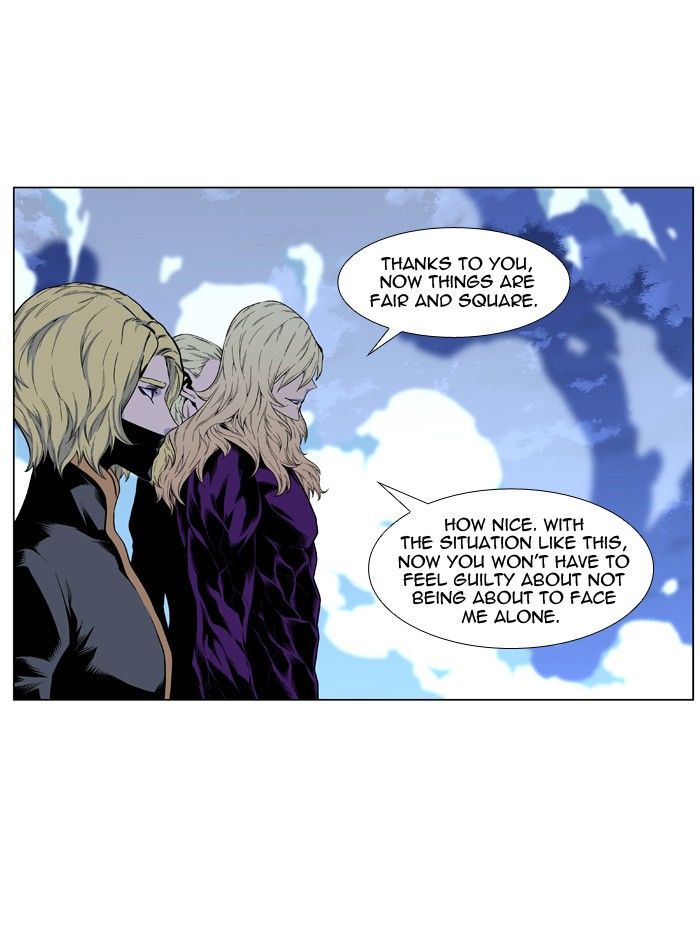 THANKS TO YOU,
NOW THINGS ARE
FAIR AND SQUARE.
HOW NICE. WITH
THE SITUATION LIKE THIS,
NOW YOU WON'T HAVE TO
FEEL GUILTY ABOUT NOT
BEING ABOUT TO FACE
ME ALONE.